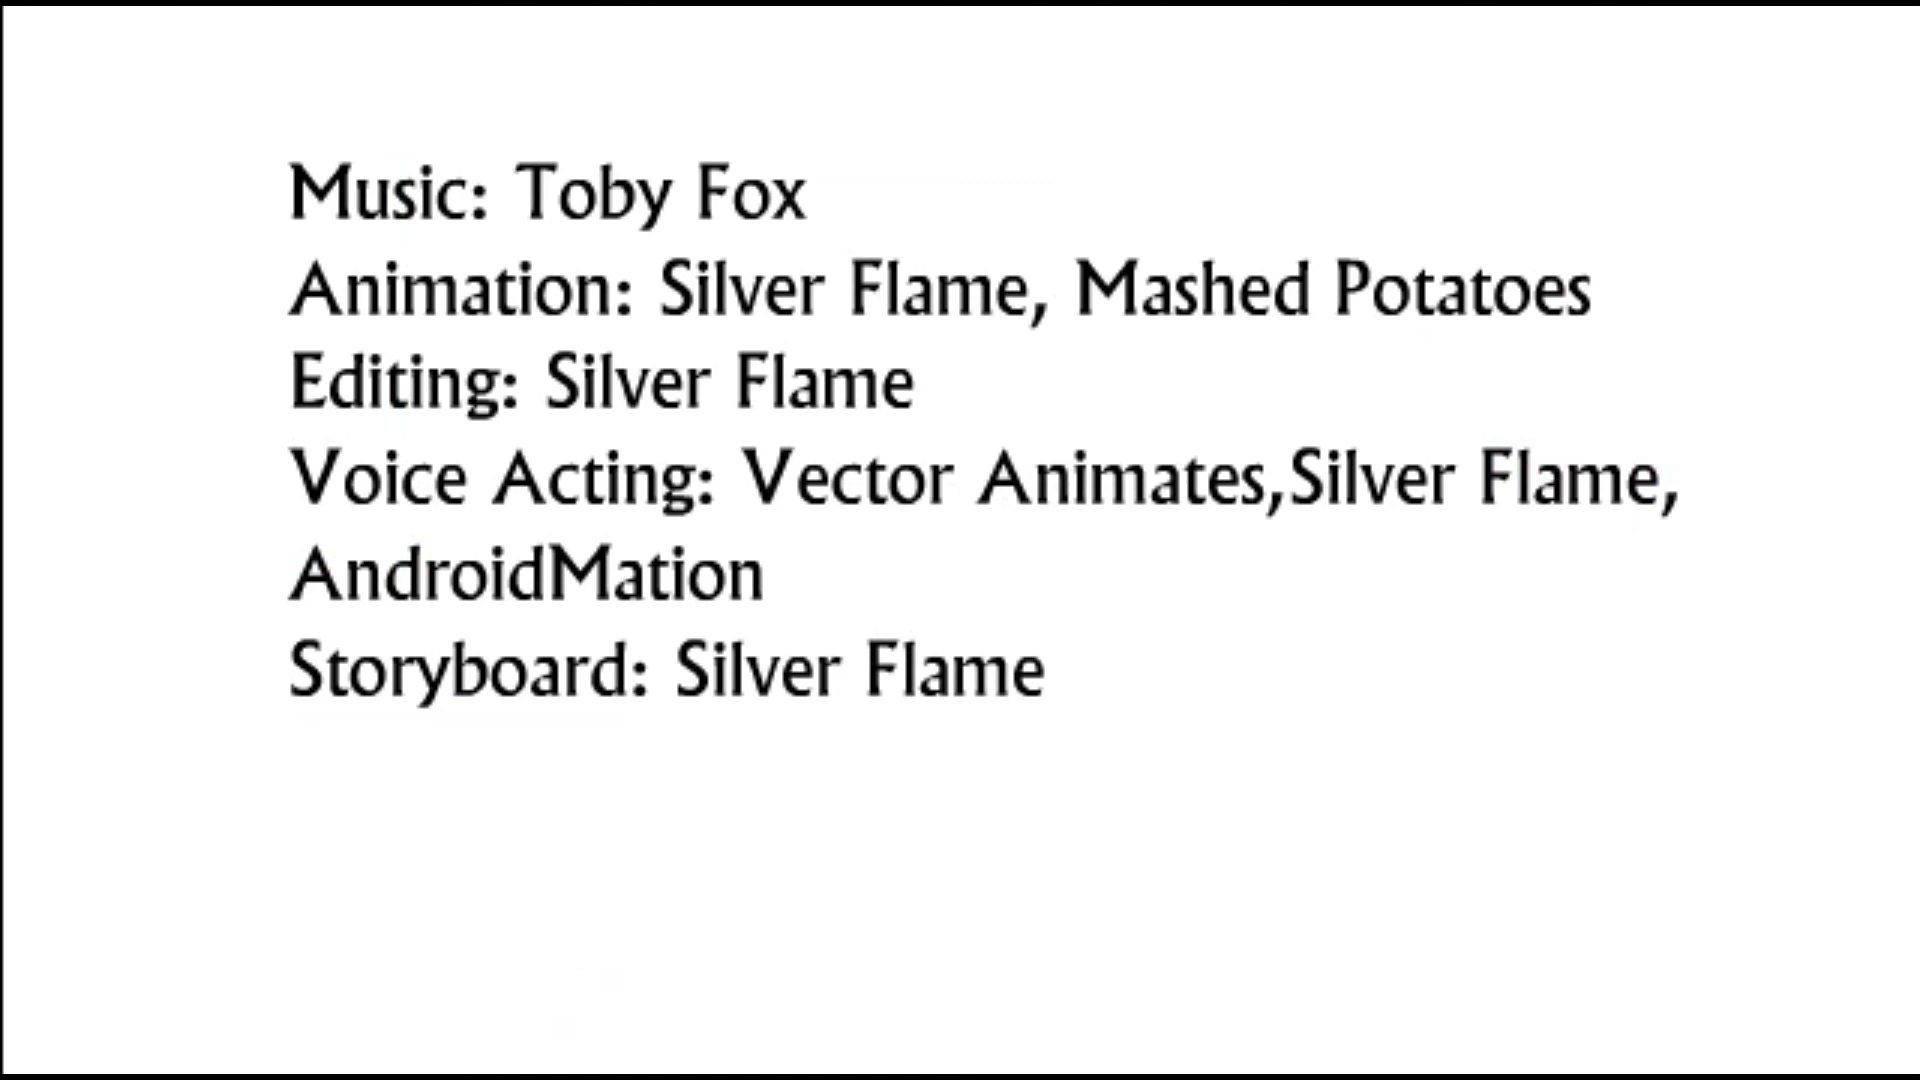 Music: Toby Fox
Animation: Silver Flame, Mashed Potatoes
Editing: Silver Flame
Voice Acting: Vector Animates,Silver Flame,
AndroidMation
Storyboard: Silver Flame